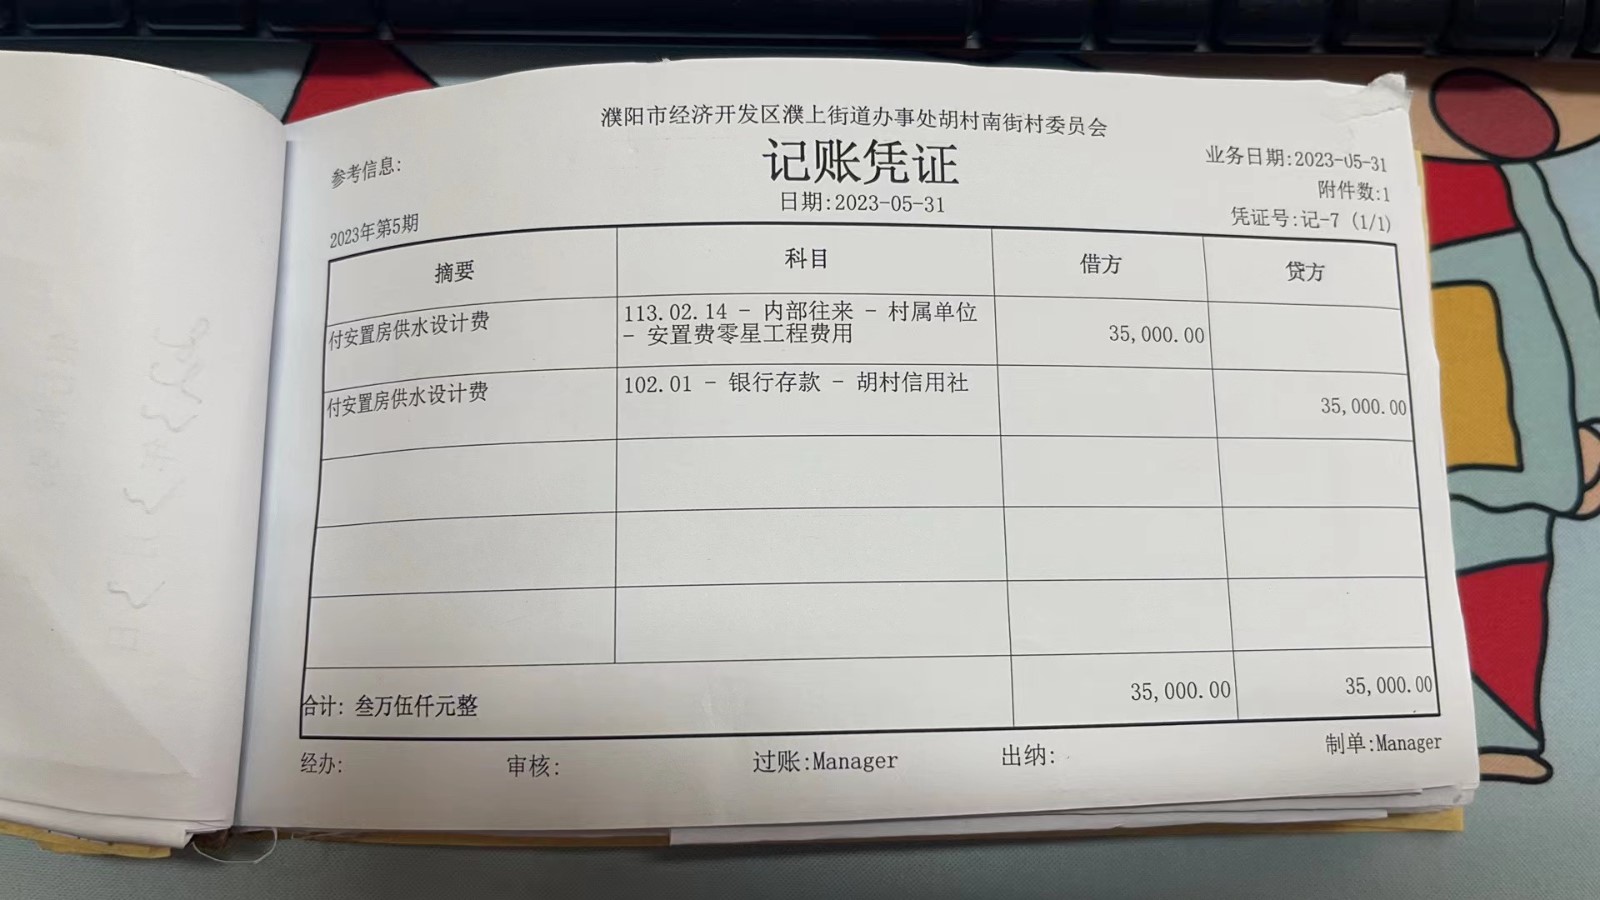 濮阳市经济开发区濮上街道办事处胡村南街村委员会
参考信息:
记账凭证
业务日期:2023-05-31
日期:2023-05-31
附件数:1
2023年第5期
凭证号:记-7 (1/1)
摘要 科目 借方 贷方
付安置房供水设计费 113.02.14 - 内部往来 - 村属单位
- 安置费零星工程费用 35,000.00
付安置房供水设计费 102.01 - 银行存款 - 胡村信用社 35,000.00
合计: 叁万伍仟元整 35,000.00 35,000.00
经办: 审核: 过账:Manager 出纳: 制单:Manager